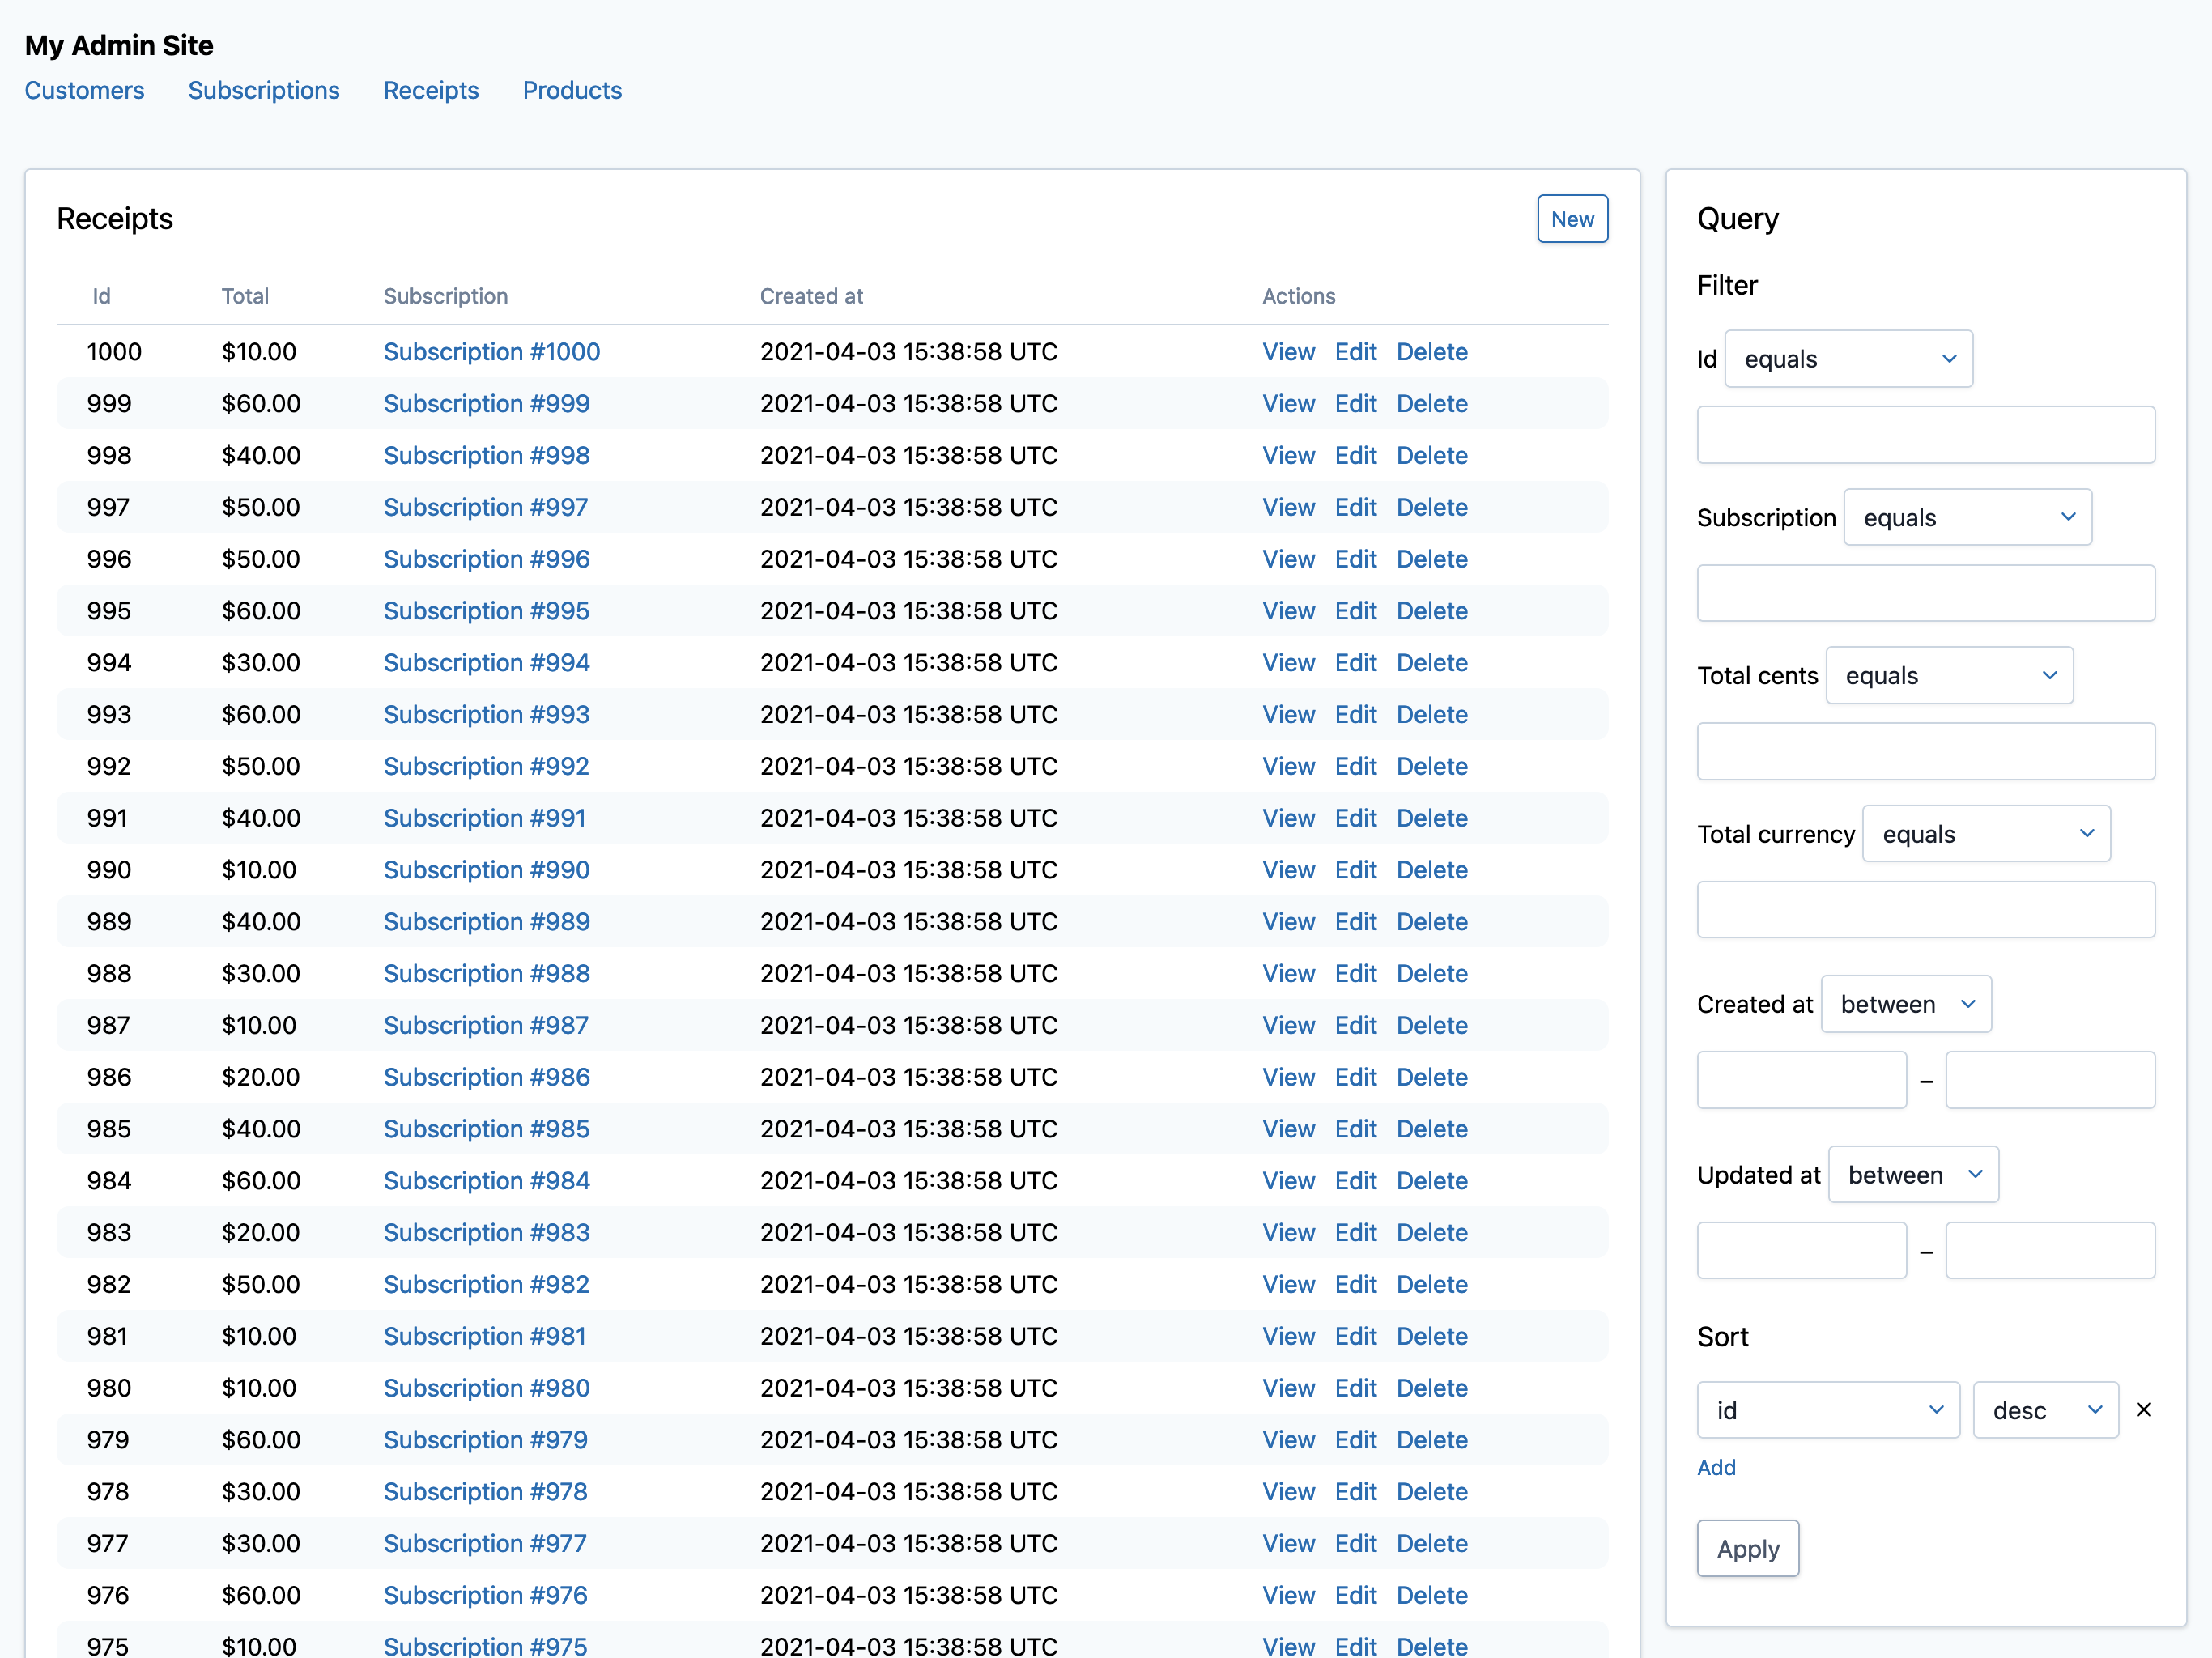 My Admin Site
Customers Subscriptions Receipts Products
Receipts New
Id Total Subscription Created at Actions
1000 $10.00 Subscription #1000 2021-04-03 15:38:58 UTC View Edit Delete
999 $60.00 Subscription #999 2021-04-03 15:38:58 UTC View Edit Delete
998 $40.00 Subscription #998 2021-04-03 15:38:58 UTC View Edit Delete
997 $50.00 Subscription #997 2021-04-03 15:38:58 UTC View Edit Delete
996 $50.00 Subscription #996 2021-04-03 15:38:58 UTC View Edit Delete
995 $60.00 Subscription #995 2021-04-03 15:38:58 UTC View Edit Delete
994 $30.00 Subscription #994 2021-04-03 15:38:58 UTC View Edit Delete
993 $60.00 Subscription #993 2021-04-03 15:38:58 UTC View Edit Delete
992 $50.00 Subscription #992 2021-04-03 15:38:58 UTC View Edit Delete
991 $40.00 Subscription #991 2021-04-03 15:38:58 UTC View Edit Delete
990 $10.00 Subscription #990 2021-04-03 15:38:58 UTC View Edit Delete
989 $40.00 Subscription #989 2021-04-03 15:38:58 UTC View Edit Delete
988 $30.00 Subscription #988 2021-04-03 15:38:58 UTC View Edit Delete
987 $10.00 Subscription #987 2021-04-03 15:38:58 UTC View Edit Delete
986 $20.00 Subscription #986 2021-04-03 15:38:58 UTC View Edit Delete
985 $40.00 Subscription #985 2021-04-03 15:38:58 UTC View Edit Delete
984 $60.00 Subscription #984 2021-04-03 15:38:58 UTC View Edit Delete
983 $20.00 Subscription #983 2021-04-03 15:38:58 UTC View Edit Delete
982 $50.00 Subscription #982 2021-04-03 15:38:58 UTC View Edit Delete
981 $10.00 Subscription #981 2021-04-03 15:38:58 UTC View Edit Delete
980 $10.00 Subscription #980 2021-04-03 15:38:58 UTC View Edit Delete
979 $60.00 Subscription #979 2021-04-03 15:38:58 UTC View Edit Delete
978 $30.00 Subscription #978 2021-04-03 15:38:58 UTC View Edit Delete
977 $30.00 Subscription #977 2021-04-03 15:38:58 UTC View Edit Delete
976 $60.00 Subscription #976 2021-04-03 15:38:58 UTC View Edit Delete
975 $10.00 Subscription #975 2021-04-03 15:38:58 UTC View Edit Delete
Query
Filter
Id equals
Subscription equals
Total cents equals
Total currency equals
Created at between
–
Updated at between
–
Sort
id desc ×
Add
Apply